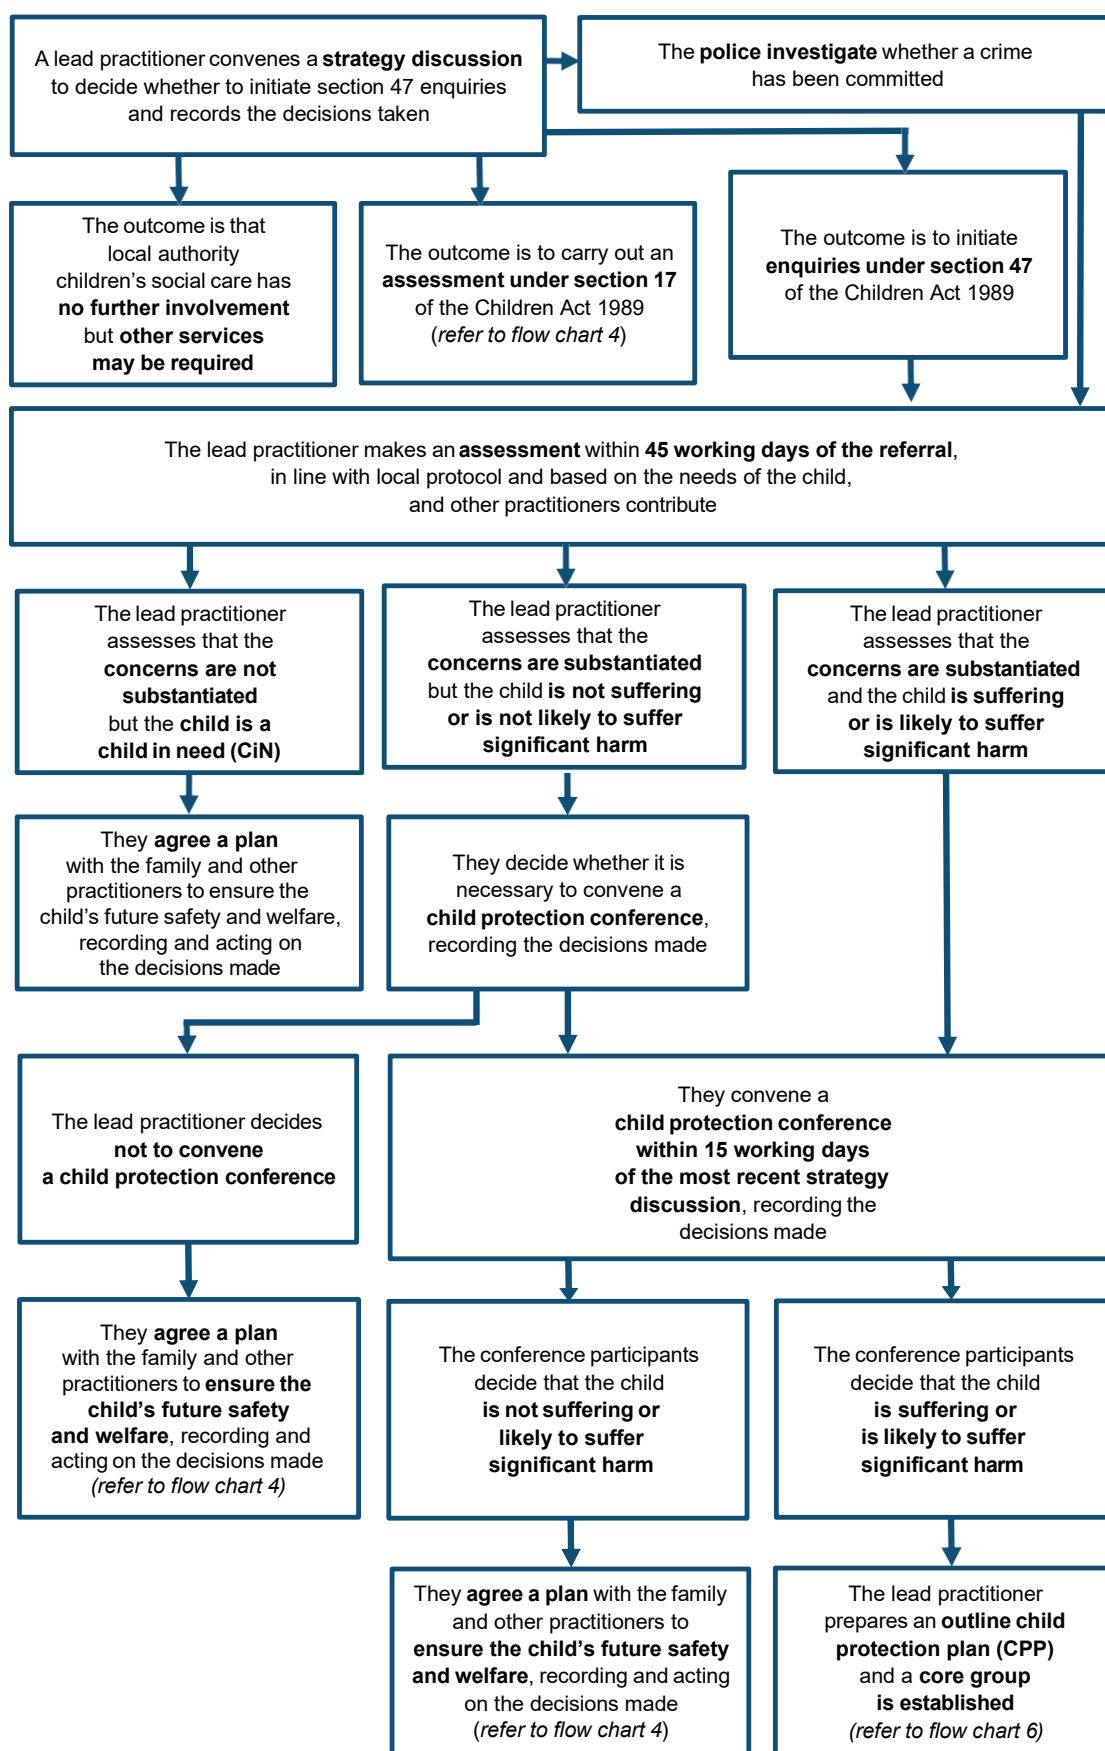 A lead practitioner convenes a strategy discussion
to decide whether to initiate section 47 enquiries
and records the decisions taken
The police investigate whether a crime
has been committed
The outcome is that
local authority
children’s social care has
no further involvement
but other services
may be required
The outcome is to carry out an
assessment under section 17
of the Children Act 1989
(refer to flow chart 4)
The outcome is to initiate
enquiries under section 47
of the Children Act 1989
The lead practitioner makes an assessment within 45 working days of the referral,
in line with local protocol and based on the needs of the child,
and other practitioners contribute
The lead practitioner
assesses that the
concerns are not
substantiated
but the child is a
child in need (CiN)
The lead practitioner
assesses that the
concerns are substantiated
but the child is not suffering
or is not likely to suffer
significant harm
The lead practitioner
assesses that the
concerns are substantiated
and the child is suffering
or is likely to suffer
significant harm
They agree a plan
with the family and other
practitioners to ensure the
child’s future safety and welfare,
recording and acting on
the decisions made
They decide whether it is
necessary to convene a
child protection conference,
recording the decisions made
The lead practitioner decides
not to convene
a child protection conference
They convene a
child protection conference
within 15 working days
of the most recent strategy
discussion, recording the
decisions made
They agree a plan
with the family and other
practitioners to ensure the
child’s future safety
and welfare, recording and
acting on the decisions made
(refer to flow chart 4)
The conference participants
decide that the child
is not suffering or
likely to suffer
significant harm
The conference participants
decide that the child
is suffering or
is likely to suffer
significant harm
They agree a plan with the family
and other practitioners to
ensure the child’s future safety
and welfare, recording and acting
on the decisions made
(refer to flow chart 4)
The lead practitioner
prepares an outline child
protection plan (CPP)
and a core group
is established
(refer to flow chart 6)